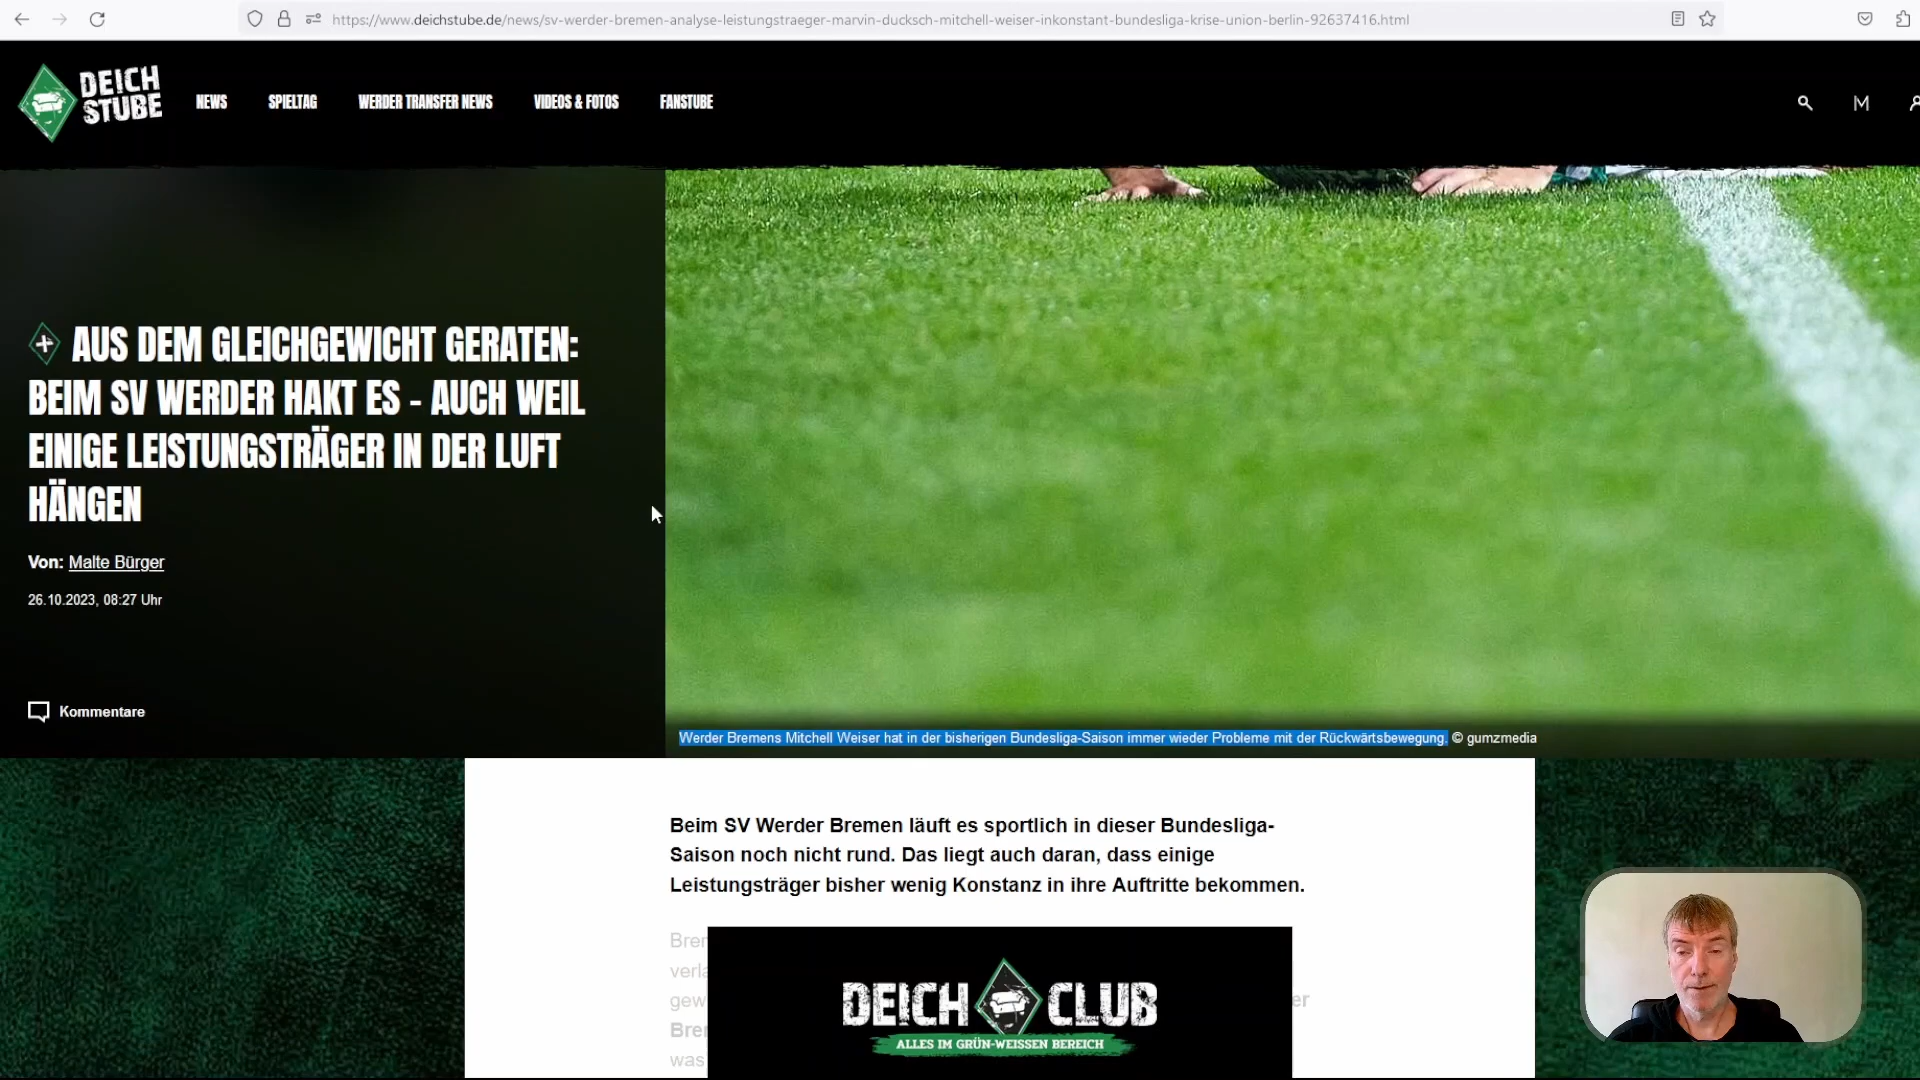 https://www.deichstube.de/news/sv-werder-bremen-analyse-leistungstraeger-marvin-ducksch-mitchell-weiser-inkonstant-bundesliga-krise-union-berlin-92637416.html
DEICH
STUBE
NEWS
SPIELTAG
WERDER TRANSFER NEWS
VIDEOS & FOTOS
FANSTUBE
M
AUS DEM GLEICHGEWICHT GERATEN:
BEIM SV WERDER HAKT ES - AUCH WEIL
EINIGE LEISTUNGSTRÄGER IN DER LUFT
HÄNGEN
Von: Malte Bürger
26.10.2023, 08:27 Uhr
Kommentare
Werder Bremens Mitchell Weiser hat in der bisherigen Bundesliga-Saison immer wieder Probleme mit der Rückwärtsbewegung. © gumzmedia
Beim SV Werder Bremen läuft es sportlich in dieser Bundesliga-
Saison noch nicht rund. Das liegt auch daran, dass einige
Leistungsträger bisher wenig Konstanz in ihre Auftritte bekommen.
DEICH CLUB
ALLES IM GRÜN-WEISSEN BEREICH
was